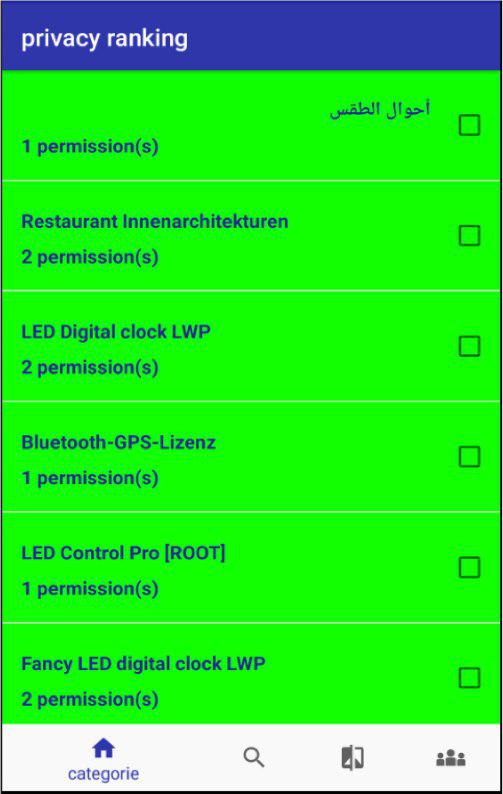 privacy ranking
أحوال الطقس
1 permission(s)
Restaurant Innenarchitekturen
2 permission(s)
LED Digital clock LWP
2 permission(s)
Bluetooth-GPS-Lizenz
1 permission(s)
LED Control Pro [ROOT]
1 permission(s)
Fancy LED digital clock LWP
2 permission(s)
categorie